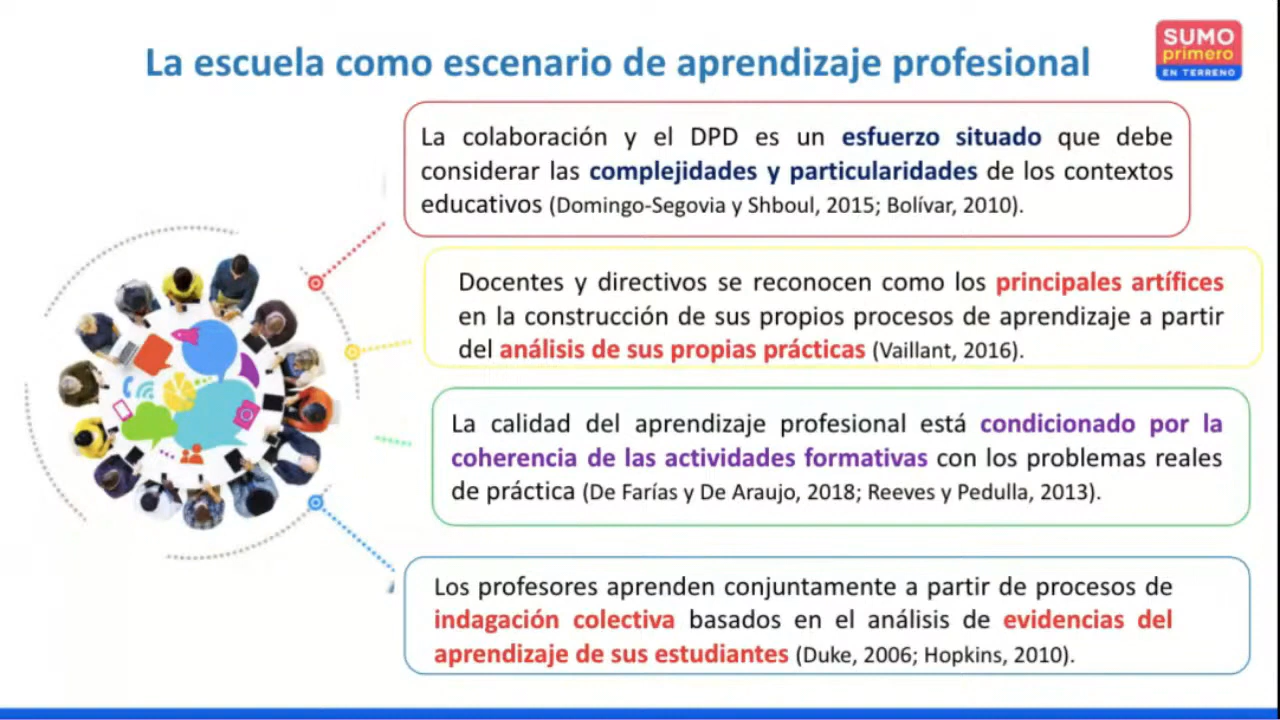 La escuela como escenario de aprendizaje profesional
SUMO
primero
EN TERRENO
La colaboración y el DPD es un esfuerzo situado que debe
considerar las complejidades y particularidades de los contextos
educativos (Domingo-Segovia y Shboul, 2015; Bolívar, 2010).
Docentes y directivos se reconocen como los principales artífices
en la construcción de sus propios procesos de aprendizaje a partir
del análisis de sus propias prácticas (Vaillant, 2016).
La calidad del aprendizaje profesional está condicionado por la
coherencia de las actividades formativas con los problemas reales
de práctica (De Farías y De Araujo, 2018; Reeves y Pedulla, 2013).
Los profesores aprenden conjuntamente a partir de procesos de
indagación colectiva basados en el análisis de evidencias del
aprendizaje de sus estudiantes (Duke, 2006; Hopkins, 2010).